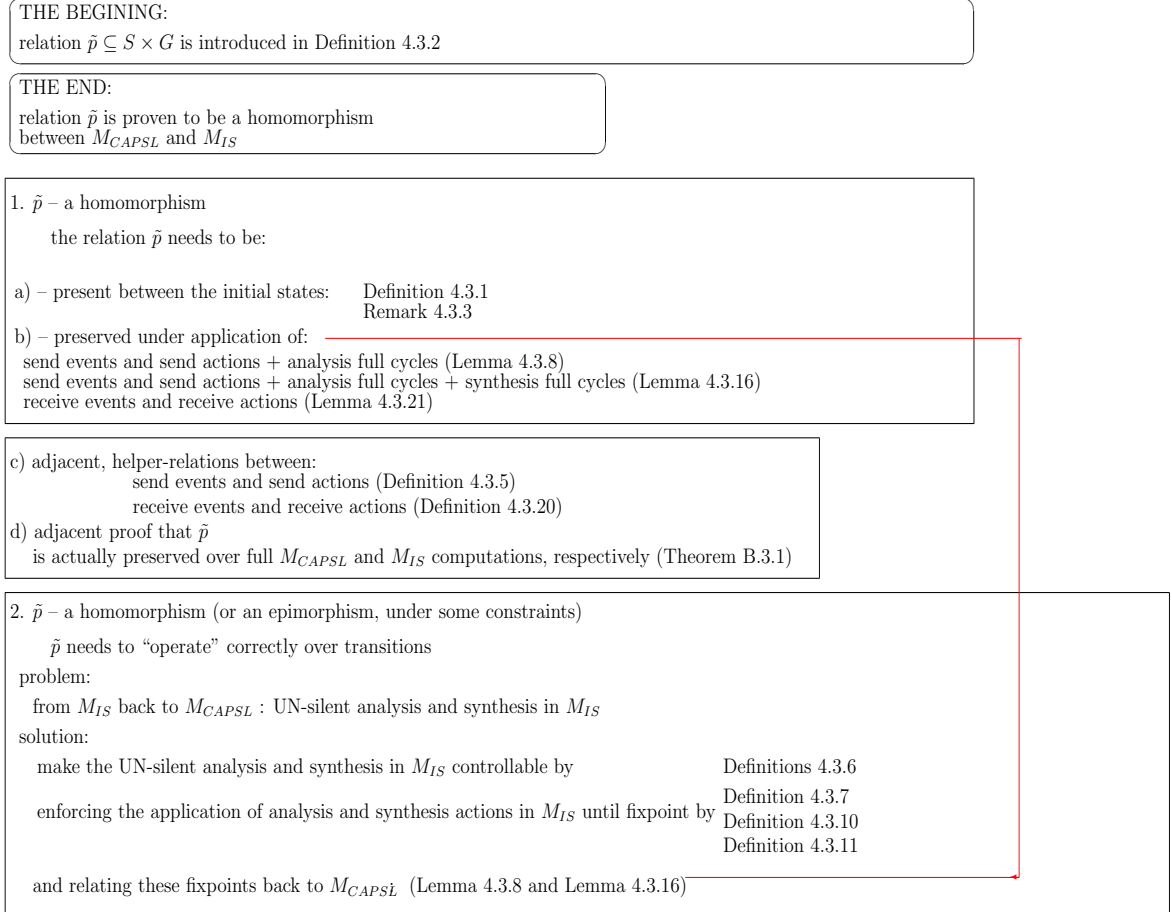 THE BEGINING:
relation p̃ ⊆ S × G is introduced in Definition 4.3.2
THE END:
relation p̃ is proven to be a homomorphism
between M_CAPSL and M_IS
1. p̃ – a homomorphism
the relation p̃ needs to be:
a) – present between the initial states: Definition 4.3.1
Remark 4.3.3
b) – preserved under application of:
send events and send actions + analysis full cycles (Lemma 4.3.8)
send events and send actions + analysis full cycles + synthesis full cycles (Lemma 4.3.16)
receive events and receive actions (Lemma 4.3.21)
c) adjacent, helper-relations between:
send events and send actions (Definition 4.3.5)
receive events and receive actions (Definition 4.3.20)
d) adjacent proof that p̃
is actually preserved over full M_CAPSL and M_IS computations, respectively (Theorem B.3.1)
2. p̃ – a homomorphism (or an epimorphism, under some constraints)
p̃ needs to “operate” correctly over transitions
problem:
from M_IS back to M_CAPSL : UN-silent analysis and synthesis in M_IS
solution:
make the UN-silent analysis and synthesis in M_IS controllable by Definitions 4.3.6
Definition 4.3.7
enforcing the application of analysis and synthesis actions in M_IS until fixpoint by Definition 4.3.10
Definition 4.3.11
and relating these fixpoints back to M_CAPSL. (Lemma 4.3.8 and Lemma 4.3.16)